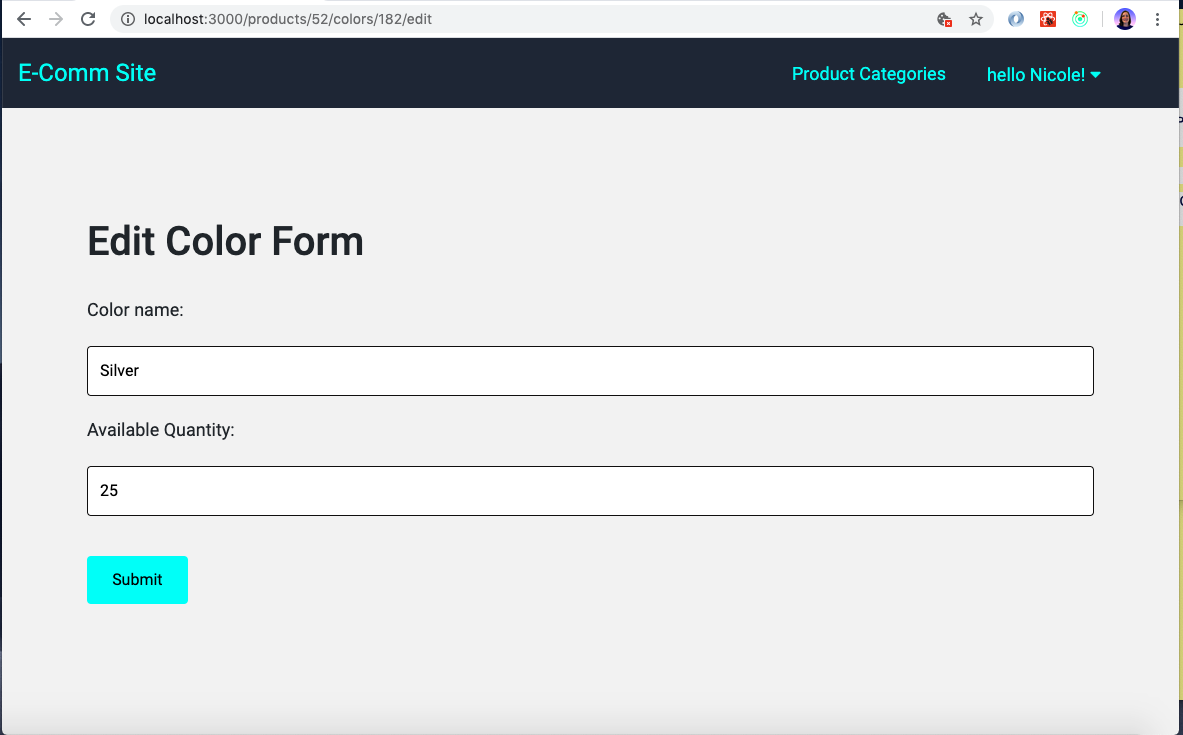 localhost:3000/products/52/colors/182/edit
E-Comm Site
Product Categories
hello Nicole!
Edit Color Form
Color name:
Silver
Available Quantity:
25
Submit